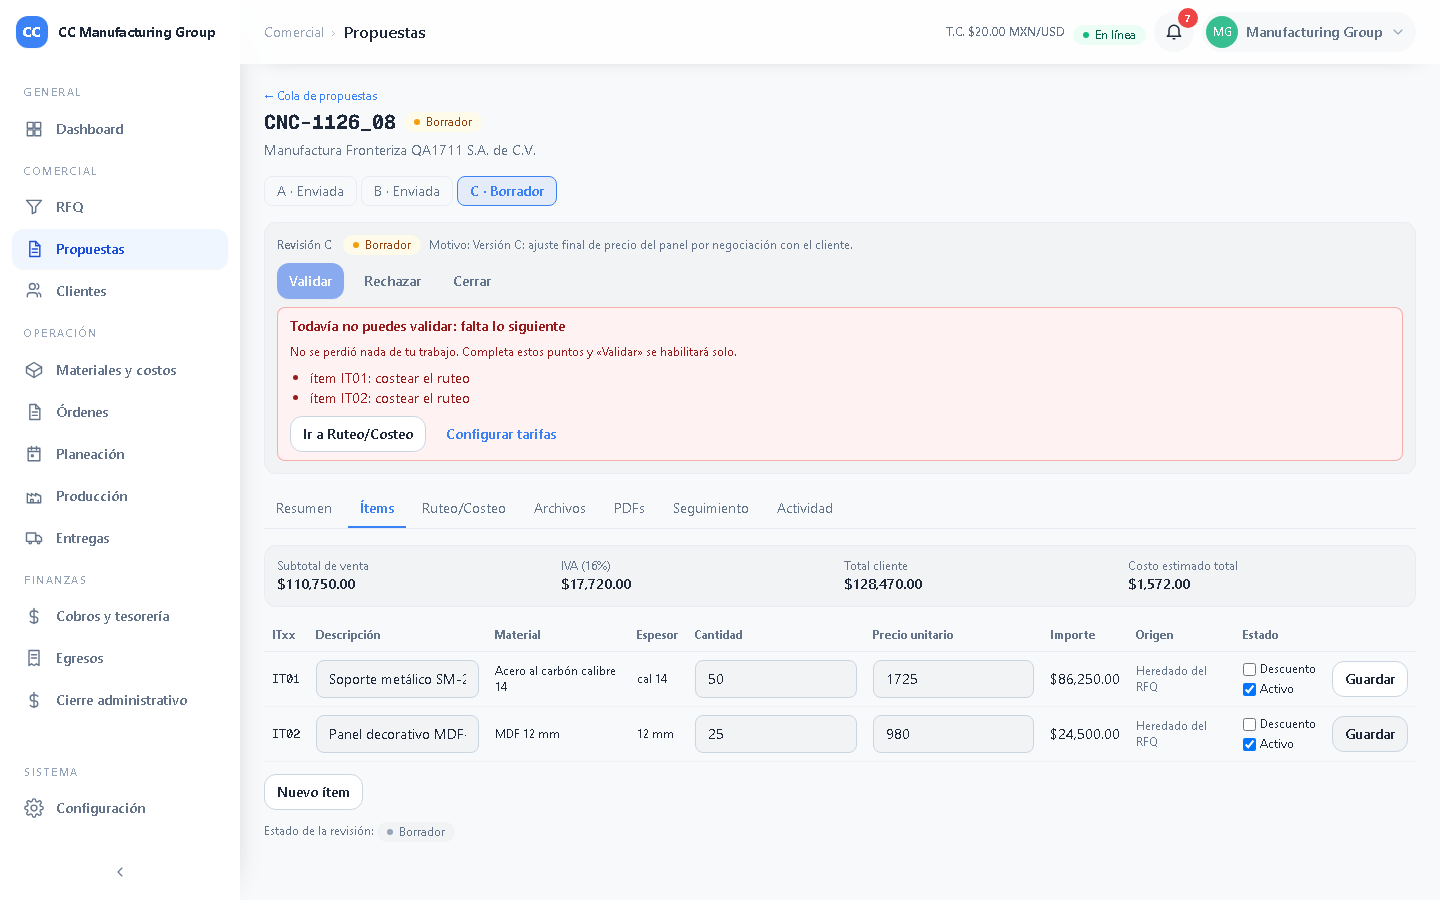 CC CC Manufacturing Group
Comercial › Propuestas
T.C. $20.00 MXN/USD
En línea
7
MG Manufacturing Group
GENERAL
Dashboard
COMERCIAL
RFQ
Propuestas
Clientes
OPERACIÓN
Materiales y costos
Órdenes
Planeación
Producción
Entregas
FINANZAS
Cobros y tesorería
Egresos
Cierre administrativo
SISTEMA
Configuración
← Cola de propuestas
CNC-1126_08 Borrador
Manufactura Fronteriza QA1711 S.A. de C.V.
A · Enviada B · Enviada C · Borrador
Revisión C Borrador Motivo: Versión C: ajuste final de precio del panel por negociación con el cliente.
Validar Rechazar Cerrar
Todavía no puedes validar: falta lo siguiente
No se perdió nada de tu trabajo. Completa estos puntos y «Validar» se habilitará solo.
• ítem IT01: costear el ruteo
• ítem IT02: costear el ruteo
Ir a Ruteo/Costeo Configurar tarifas
Resumen Ítems Ruteo/Costeo Archivos PDFs Seguimiento Actividad
Subtotal de venta IVA (16%) Total cliente Costo estimado total
$110,750.00 $17,720.00 $128,470.00 $1,572.00
ITxx Descripción Material Espesor Cantidad Precio unitario Importe Origen Estado
IT01 Soporte metálico SM-2 Acero al carbón calibre 14 cal 14 50 1725 $86,250.00 Heredado del RFQ Descuento Activo Guardar
IT02 Panel decorativo MDF- MDF 12 mm 12 mm 25 980 $24,500.00 Heredado del RFQ Descuento Activo Guardar
Nuevo ítem
Estado de la revisión: Borrador